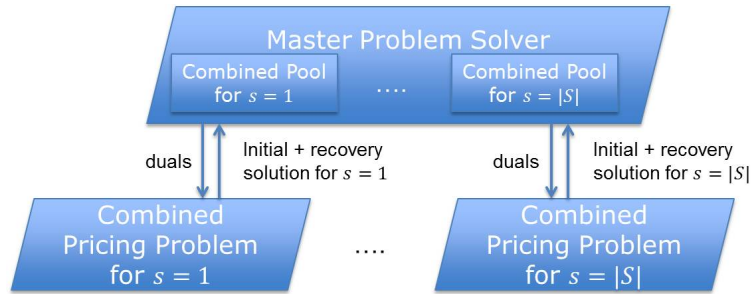 Master Problem Solver
Combined Pool
for s = 1
....
Combined Pool
for s = |S|
duals
Initial + recovery
solution for s = 1
duals
Initial + recovery
solution for s = |S|
Combined
Pricing Problem
for s = 1
....
Combined
Pricing Problem
for s = |S|